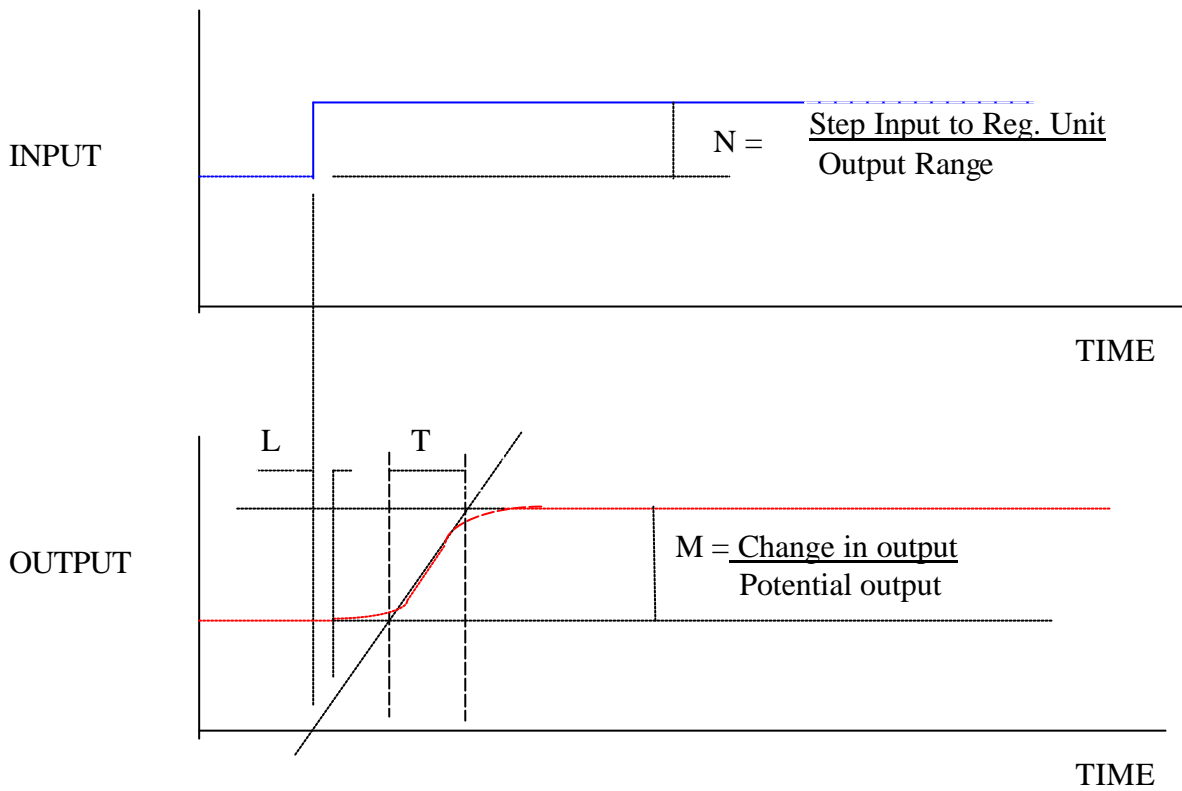 INPUT
N = Step Input to Reg. Unit
Output Range
TIME
L
T
OUTPUT
M = Change in output
Potential output
TIME